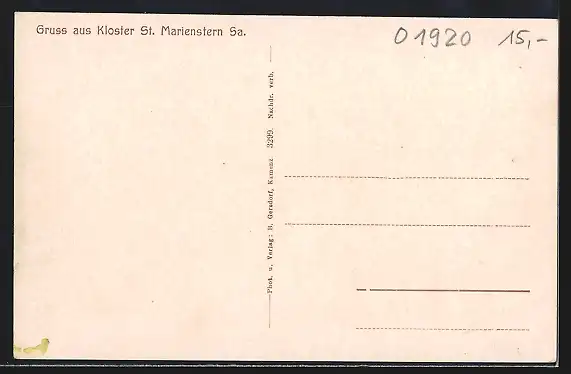 Gruss aus Kloster St. Marienstern Sa.
01920 15,-
Phot. u. Verlag: B. Gersdorf, Kamenz 3299. Nachdr. verb.